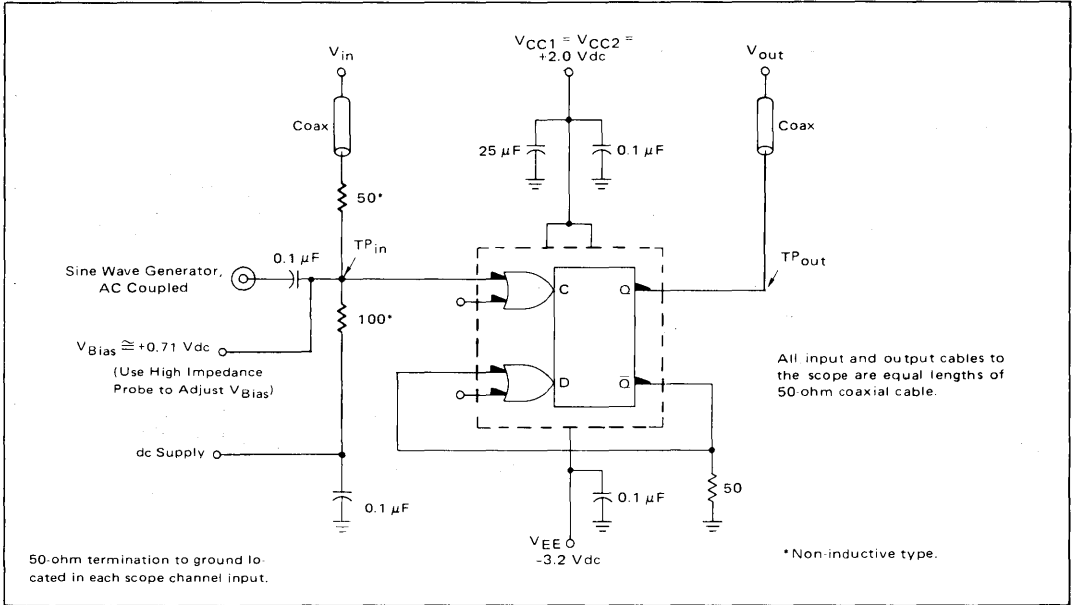 V_CC1 = V_CC2 =
+2.0 Vdc
V_in
V_out
Coax
Coax
25 µF
0.1 µF
50*
TP_in
0.1 µF
Sine Wave Generator,
AC Coupled
C
Q
TP_out
100*
V_Bias ≅ +0.71 Vdc
(Use High Impedance
Probe to Adjust V_Bias)
All input and output cables to
the scope are equal lengths of
50-ohm coaxial cable.
D
Q̅
dc Supply
0.1 µF
0.1 µF
50
V_EE
-3.2 Vdc
50-ohm termination to ground lo-
cated in each scope channel input.
*Non-inductive type.